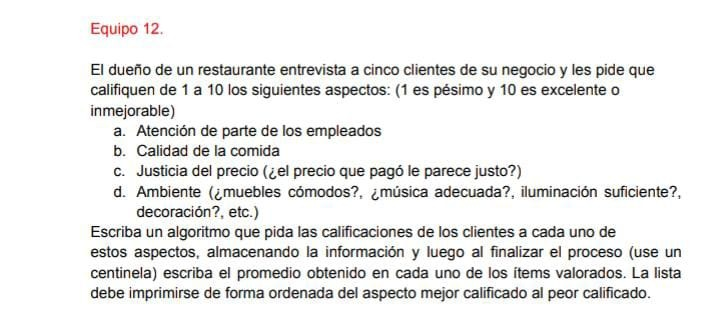 Equipo 12.
El dueño de un restaurante entrevista a cinco clientes de su negocio y les pide que
califiquen de 1 a 10 los siguientes aspectos: (1 es pésimo y 10 es excelente o
inmejorable)
a. Atención de parte de los empleados
b. Calidad de la comida
c. Justicia del precio (¿el precio que pagó le parece justo?)
d. Ambiente (¿muebles cómodos?, ¿música adecuada?, iluminación suficiente?,
decoración?, etc.)
Escriba un algoritmo que pida las calificaciones de los clientes a cada uno de
estos aspectos, almacenando la información y luego al finalizar el proceso (use un
centinela) escriba el promedio obtenido en cada uno de los ítems valorados. La lista
debe imprimirse de forma ordenada del aspecto mejor calificado al peor calificado.